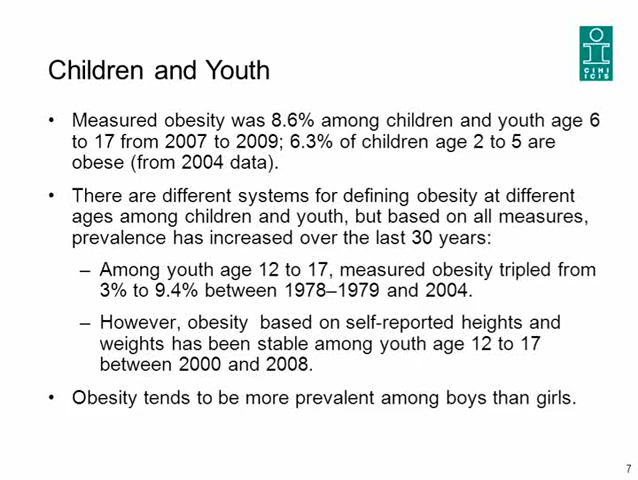 CIHI
ICIS
Children and Youth
• Measured obesity was 8.6% among children and youth age 6
to 17 from 2007 to 2009; 6.3% of children age 2 to 5 are
obese (from 2004 data).
• There are different systems for defining obesity at different
ages among children and youth, but based on all measures,
prevalence has increased over the last 30 years:
– Among youth age 12 to 17, measured obesity tripled from
3% to 9.4% between 1978–1979 and 2004.
– However, obesity  based on self-reported heights and
weights has been stable among youth age 12 to 17
between 2000 and 2008.
• Obesity tends to be more prevalent among boys than girls.
7